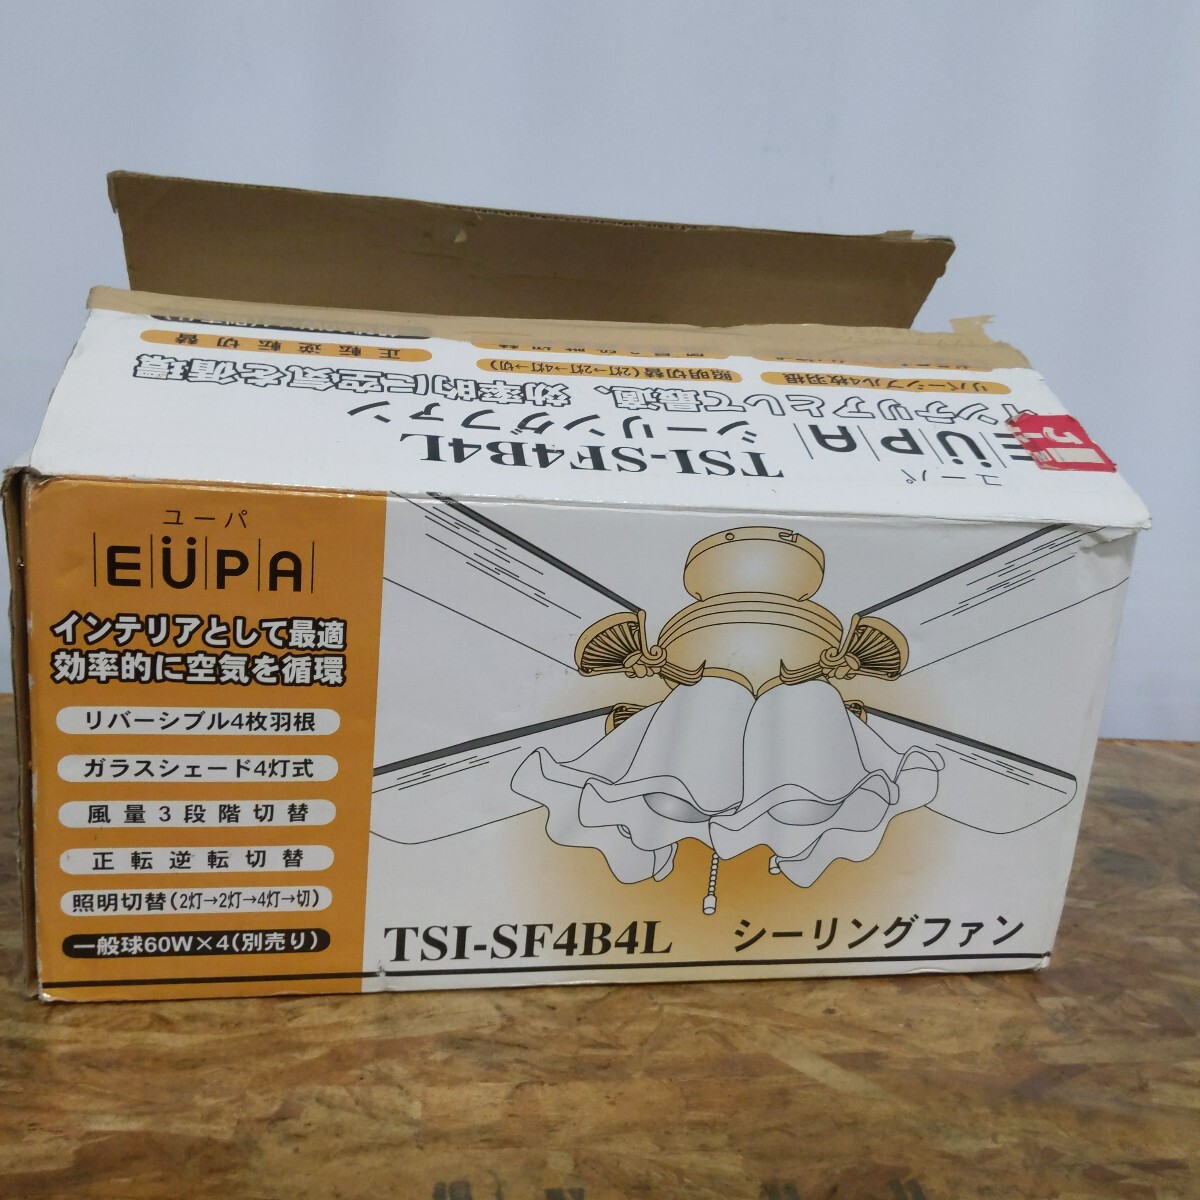 正転逆転切替
照明切替(2灯→2灯→4灯→切)
リバーシブル4枚羽根
インテリアとして最適、効率的に空気を循環
シーリングファン
EÜPA
ユーパ
TSI-SF4B4L
ユーパ
EÜPA
インテリアとして最適
効率的に空気を循環
リバーシブル4枚羽根
ガラスシェード4灯式
風量3段階切替
正転逆転切替
照明切替(2灯→2灯→4灯→切)
一般球60W×4(別売り)
TSI-SF4B4L シーリングファン